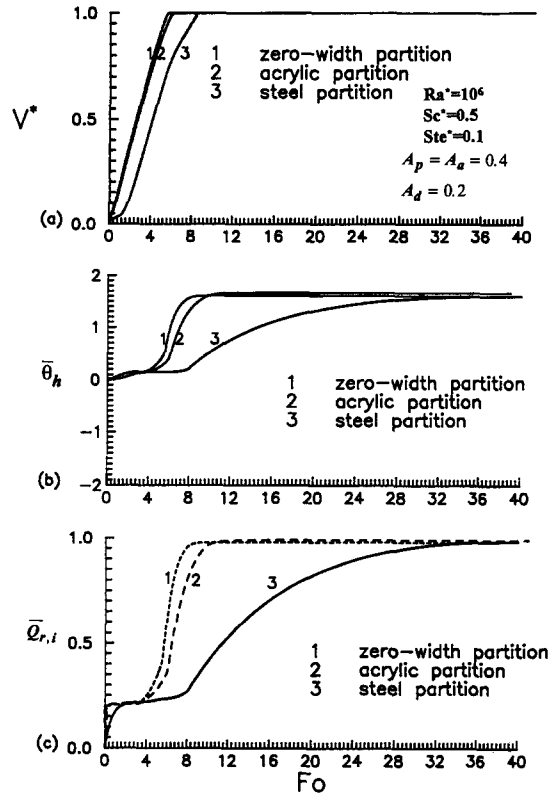 1.0
1 2 3
1 zero-width partition
2 acrylic partition
3 steel partition
Ra*=10⁶
V*
0.5
Sc*=0.5
Ste*=0.1
A_p = A_a = 0.4
A_d = 0.2
(a)
0.0
0 4 8 12 16 20 24 28 32 36 40
2
1
1 2 3
θ̄_h
0
1 zero-width partition
2 acrylic partition
3 steel partition
-1
(b)
-2
0 4 8 12 16 20 24 28 32 36 40
1.0
1 2 3
Q̄_{r,i}
0.5
1 zero-width partition
2 acrylic partition
3 steel partition
(c)
0.0
0 4 8 12 16 20 24 28 32 36 40
Fo